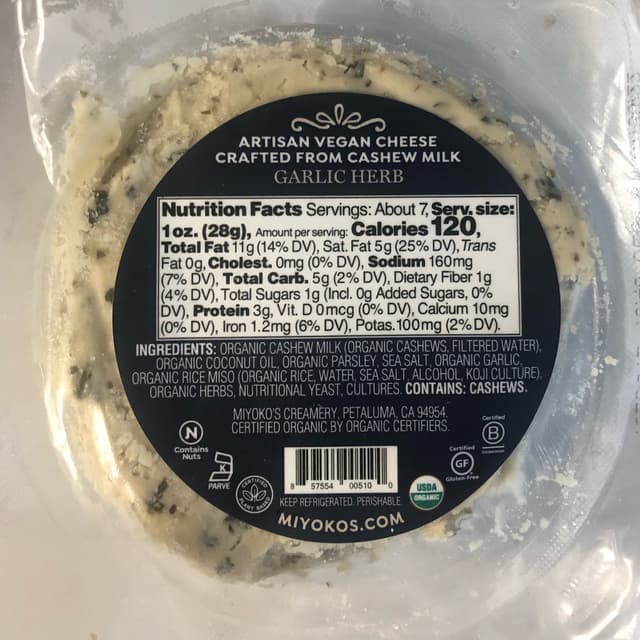 ARTISAN VEGAN CHEESE
CRAFTED FROM CASHEW MILK
GARLIC HERB
Nutrition Facts Servings: About 7, Serv. size:
1 oz. (28g), Amount per serving: Calories 120,
Total Fat 11g (14% DV), Sat. Fat 5g (25% DV), Trans
Fat 0g, Cholest. 0mg (0% DV), Sodium 160mg
(7% DV), Total Carb. 5g (2% DV), Dietary Fiber 1g
(4% DV), Total Sugars 1g (Incl. 0g Added Sugars, 0%
DV), Protein 3g, Vit. D 0mcg (0% DV), Calcium 10mg
(0% DV), Iron 1.2mg (6% DV), Potas. 100mg (2% DV).
INGREDIENTS: ORGANIC CASHEW MILK (ORGANIC CASHEWS, FILTERED WATER),
ORGANIC COCONUT OIL, ORGANIC PARSLEY, SEA SALT, ORGANIC GARLIC,
ORGANIC RICE MISO (ORGANIC RICE, WATER, SEA SALT, ALCOHOL, KOJI CULTURE),
ORGANIC HERBS, NUTRITIONAL YEAST, CULTURES. CONTAINS: CASHEWS.
MIYOKO'S CREAMERY, PETALUMA, CA 94954.
CERTIFIED ORGANIC BY ORGANIC CERTIFIERS.
N
Contains
Nuts
K
PARVE
CERTIFIED
PLANT BASED
8 57554 00510 0
Certified
B
Corporation
Certified
GF
Gluten-Free
USDA
ORGANIC
KEEP REFRIGERATED. PERISHABLE.
MIYOKOS.COM